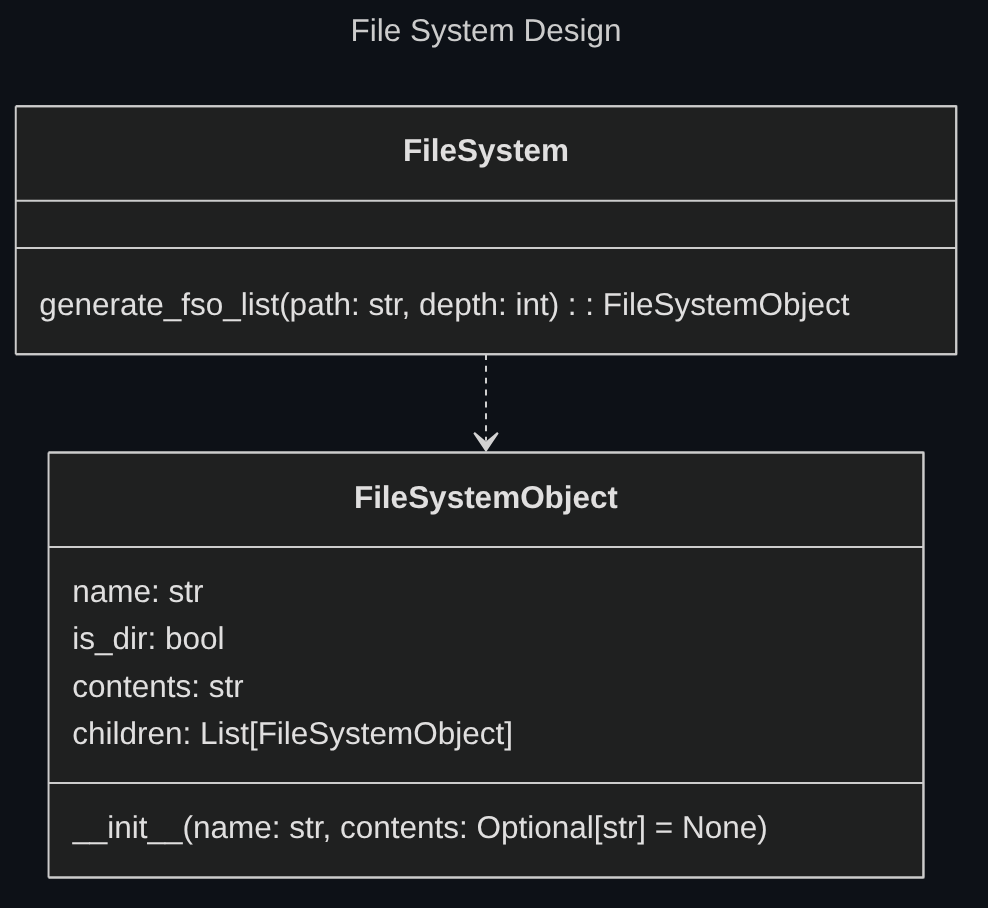 File System Design
FileSystem
generate_fso_list(path: str, depth: int) : : FileSystemObject
FileSystemObject
name: str
is_dir: bool
contents: str
children: List[FileSystemObject]
__init__(name: str, contents: Optional[str] = None)